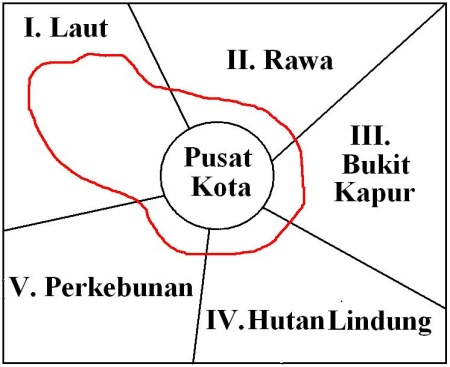 I. Laut
II. Rawa
III.
Bukit
Kapur
Pusat
Kota
V. Perkebunan
IV. Hutan Lindung